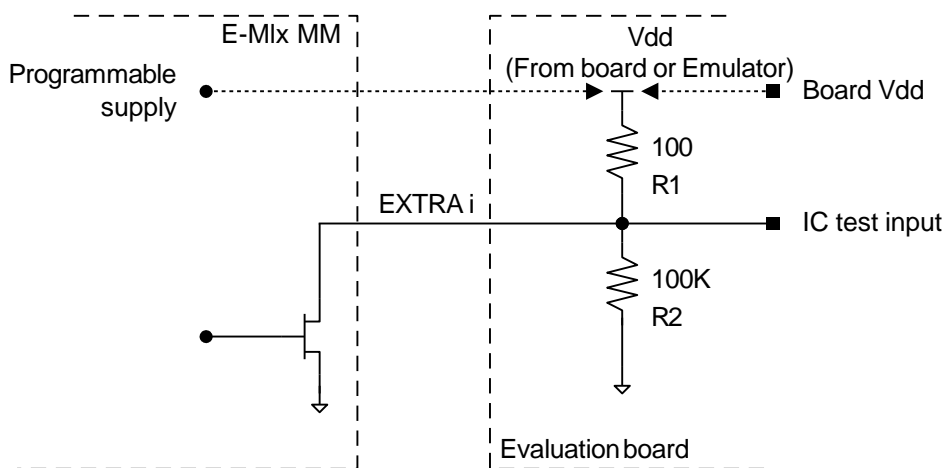 E-Mlx MM
Vdd
(From board or Emulator)
Programmable
supply
Board Vdd
100
R1
EXTRA i
IC test input
100K
R2
Evaluation board